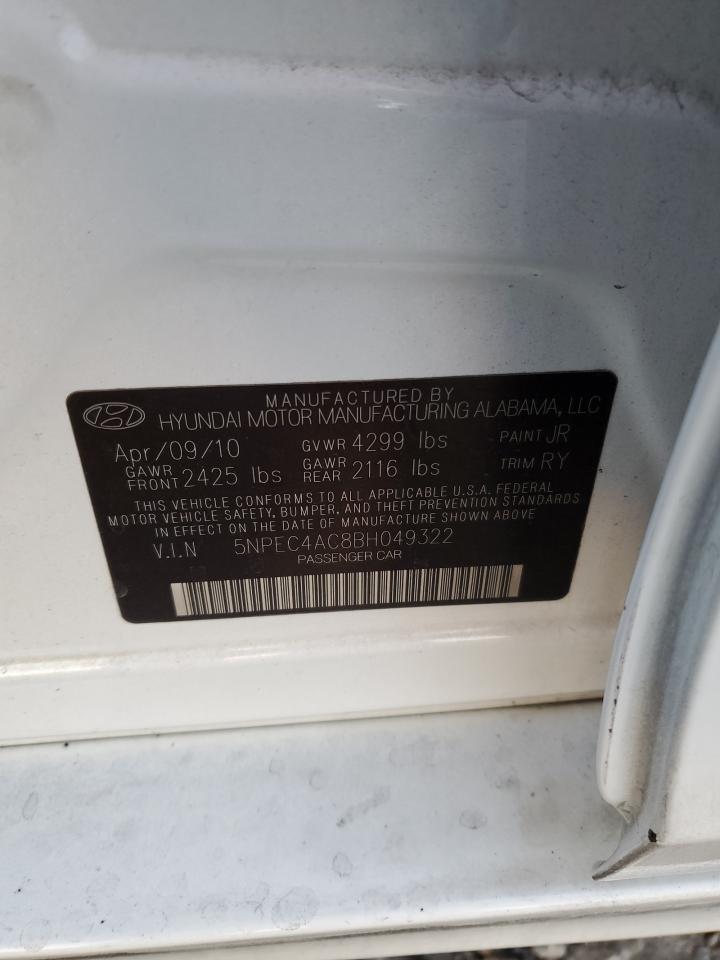 MANUFACTURED BY
HYUNDAI MOTOR MANUFACTURING ALABAMA, LLC
Apr/09/10 GVWR 4299 lbs PAINT JR
GAWR FRONT 2425 lbs GAWR REAR 2116 lbs TRIM RY
THIS VEHICLE CONFORMS TO ALL APPLICABLE U.S.A. FEDERAL
MOTOR VEHICLE SAFETY, BUMPER, AND THEFT PREVENTION STANDARDS
IN EFFECT ON THE DATE OF MANUFACTURE SHOWN ABOVE
V.I.N 5NPEC4AC8BH049322
PASSENGER CAR